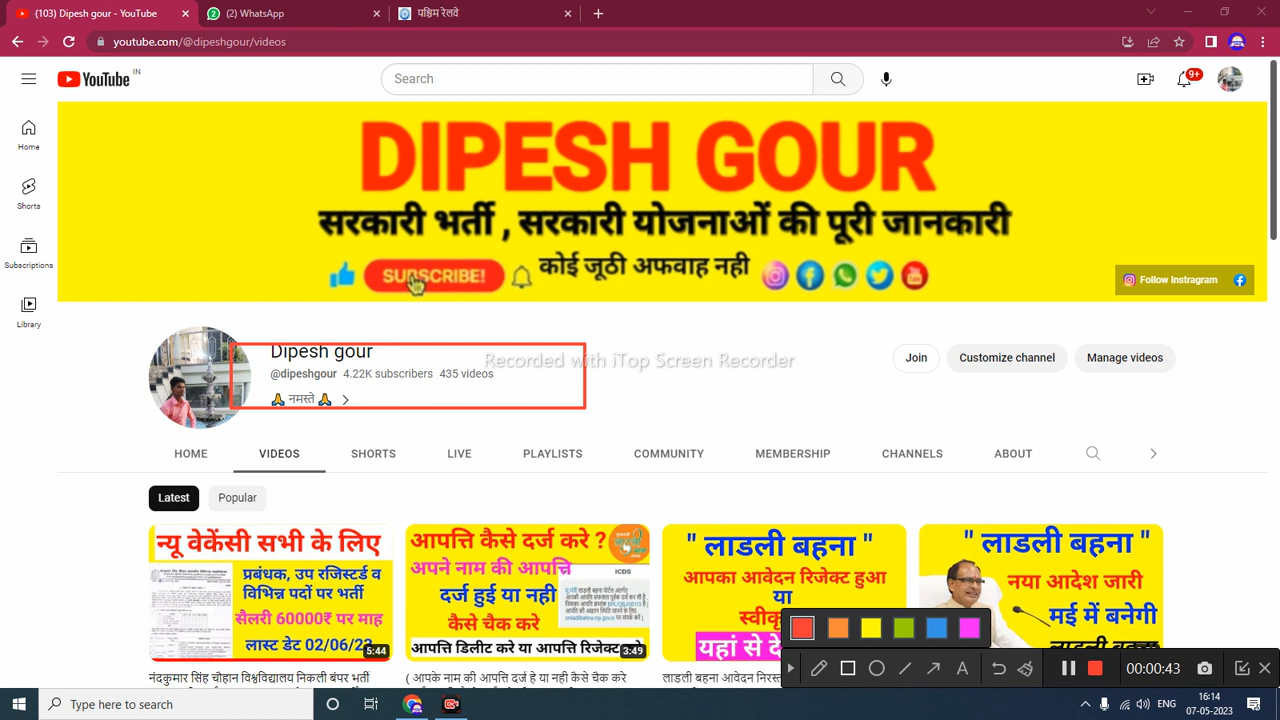 (103) Dipesh Gour - YouTube
(2) WhatsApp
पश्चिम रेलवे
youtube.com/@dipeshgour/videos
YouTube IN
Search
9+
Home
Shorts
Subscriptions
Library
DIPESH GOUR
सरकारी भर्ती , सरकारी योजनाओं की पूरी जानकारी
SUBSCRIBE!
कोई जूठी अफवाह नही
Follow Instragram
Dipesh gour
@dipeshgour 4.22K subscribers 435 videos
🙏 नमस्ते 🙏
Recorded with iTop Screen Recorder
Join
Customize channel
Manage videos
HOME
VIDEOS
SHORTS
LIVE
PLAYLISTS
COMMUNITY
MEMBERSHIP
CHANNELS
ABOUT
Latest
Popular
न्यू वेकेंसी सभी के लिए
प्रबंधक, उप रजिस्टर्ड व
विभिन्न पदों पर भर्ती
सैलरी 60000₹ पर माह
लास्ट डेट 02/06/2
5:44
आपत्ति कैसे दर्ज करे ?
अपने नाम की आपत्ति
दर्ज हुई या नही
कैसे चैक करे
आधार डिलीट करे या आपत्ति रिजेक्ट
:49
ICDS
" लाडली बहना "
आपका आवेदन रिजेक्ट हुआ
या
यहां से
" लाडली बहना "
नया आदेश जारी
मई में बनेगी
नंदकुमार सिंह चौहान विश्वविद्यालय निकली बंपर भर्ती
( आपके नाम की आपत्ति दर्ज हे या नही कैसे चैक करे
लाडली बहना आवेदन
00:00:43
Type here to search
ENG
16:14
07-05-2023